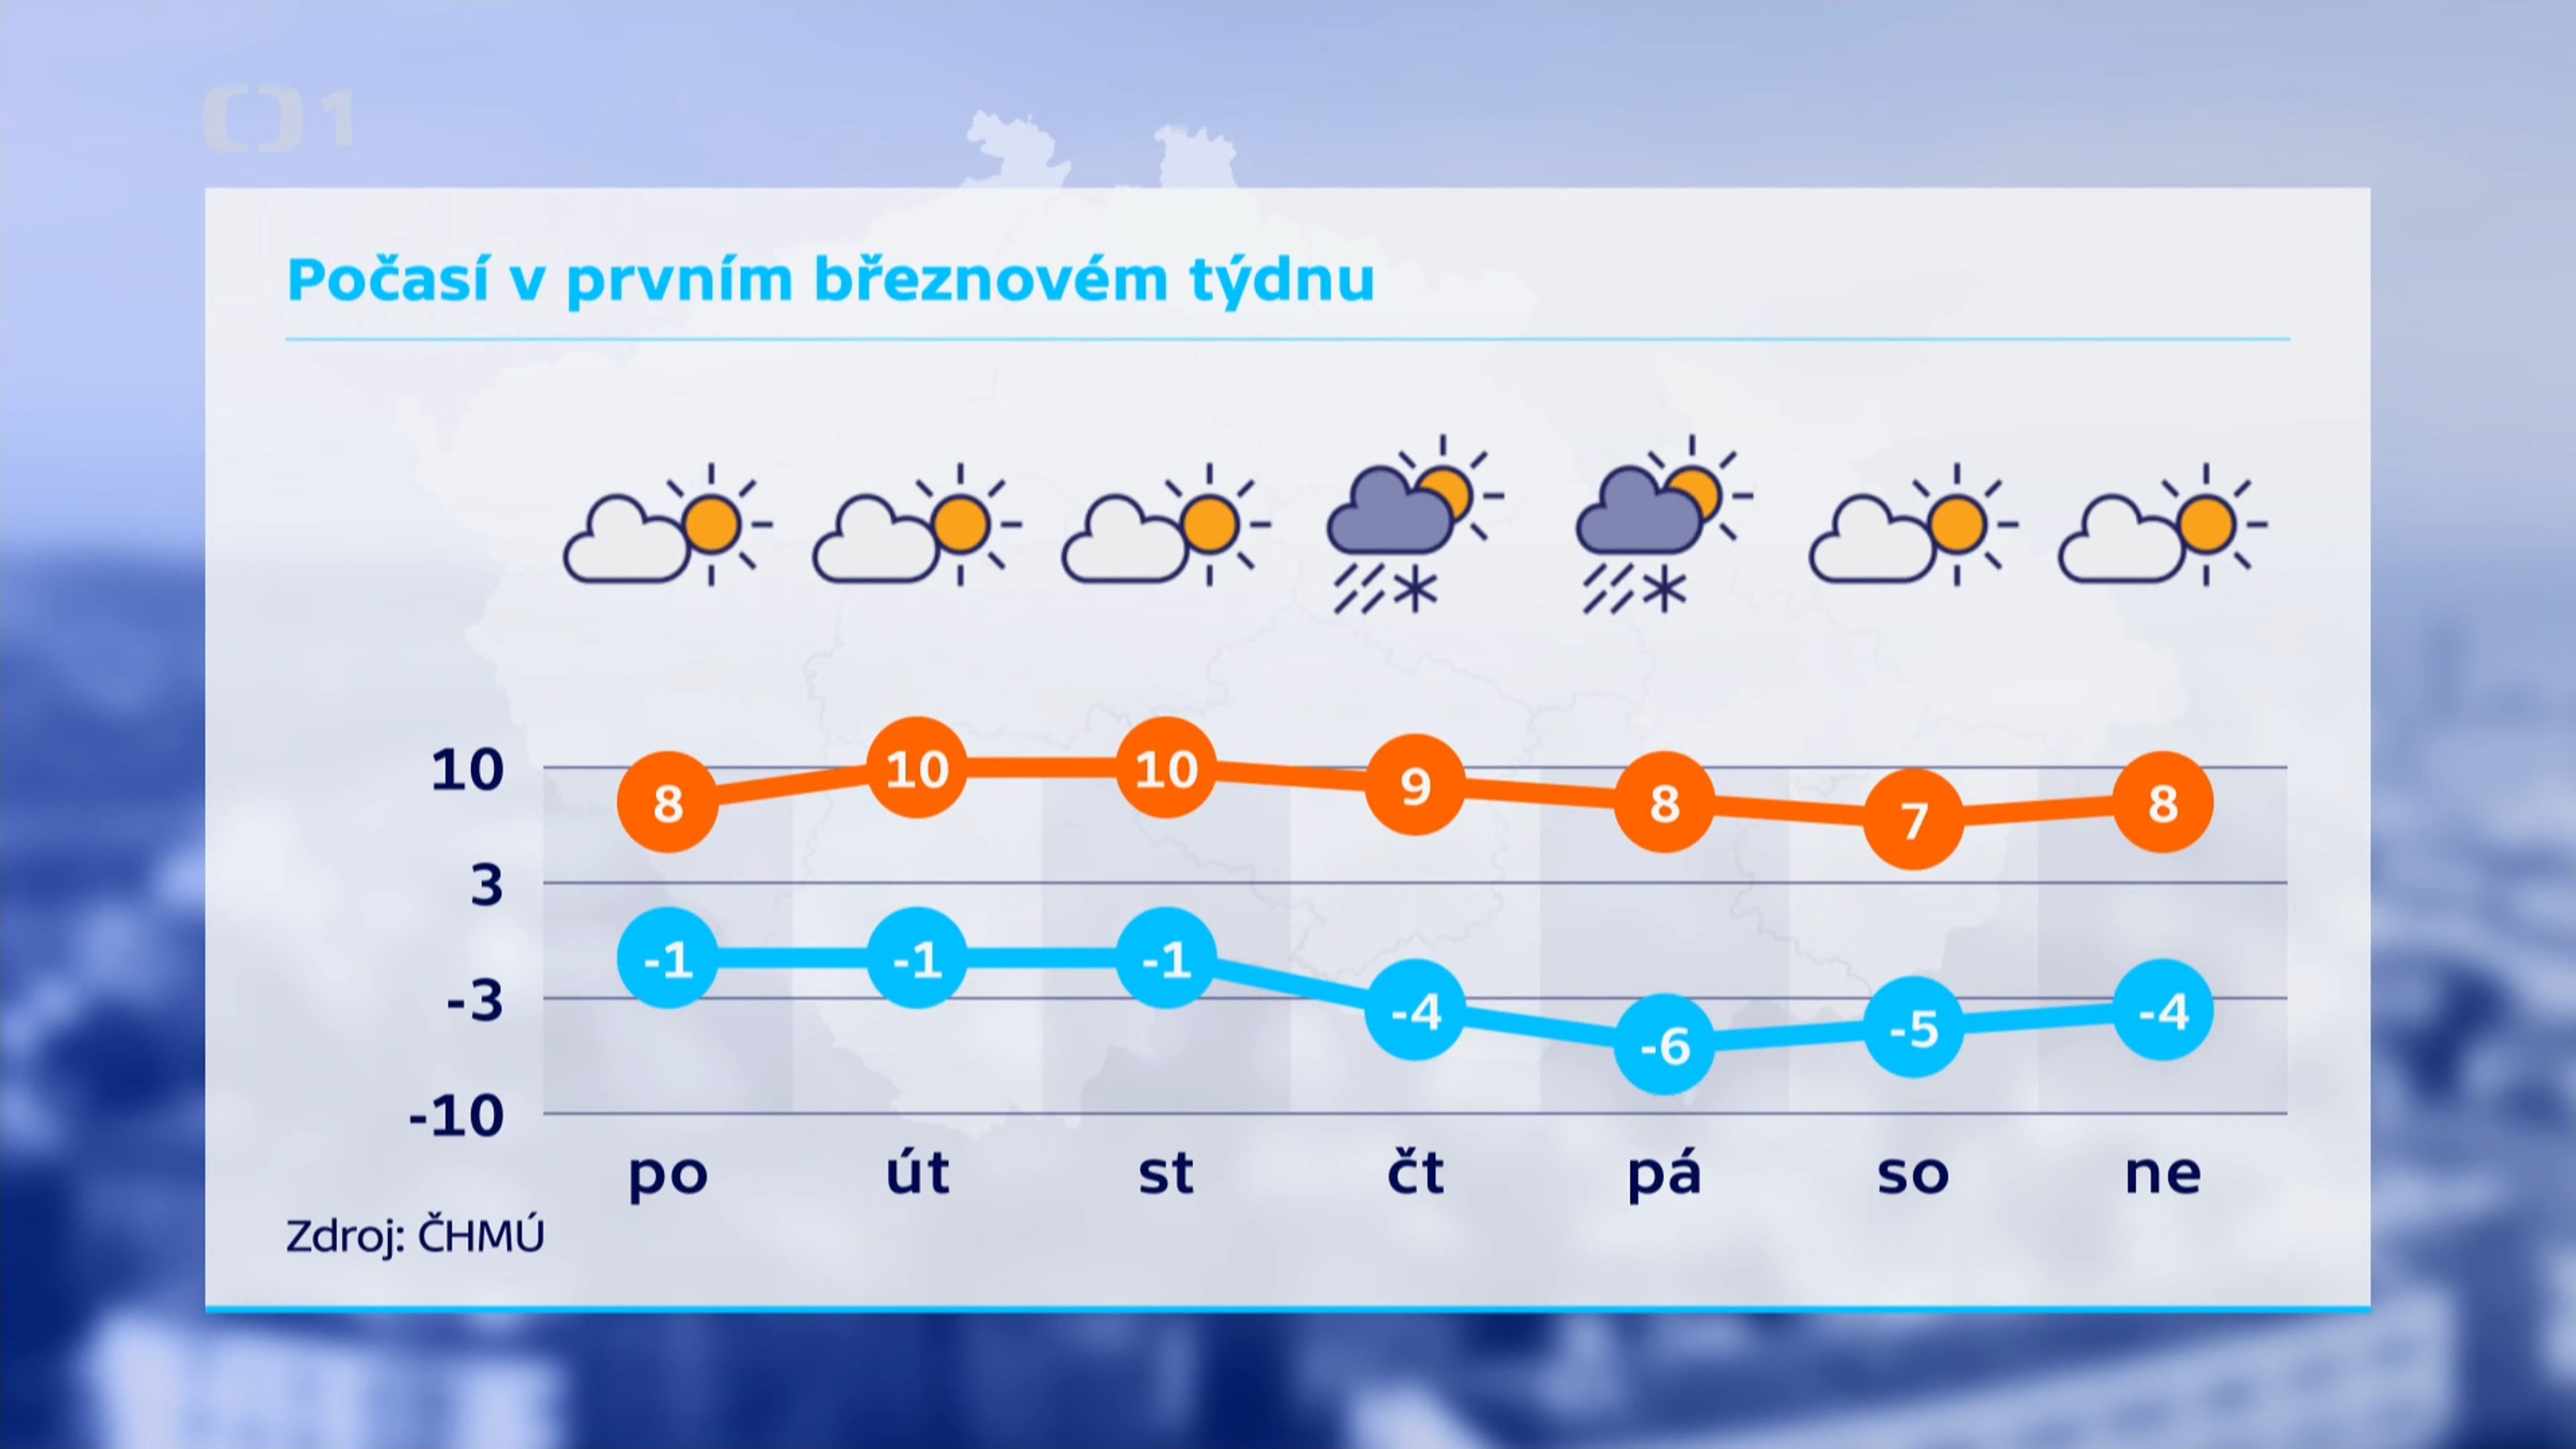 1
Počasí v prvním březnovém týdnu
10
8 10 10 9 8 7 8
3
-1 -1 -1 -4 -6 -5 -4
-3
-10
po út st čt pá so ne
Zdroj: ČHMÚ